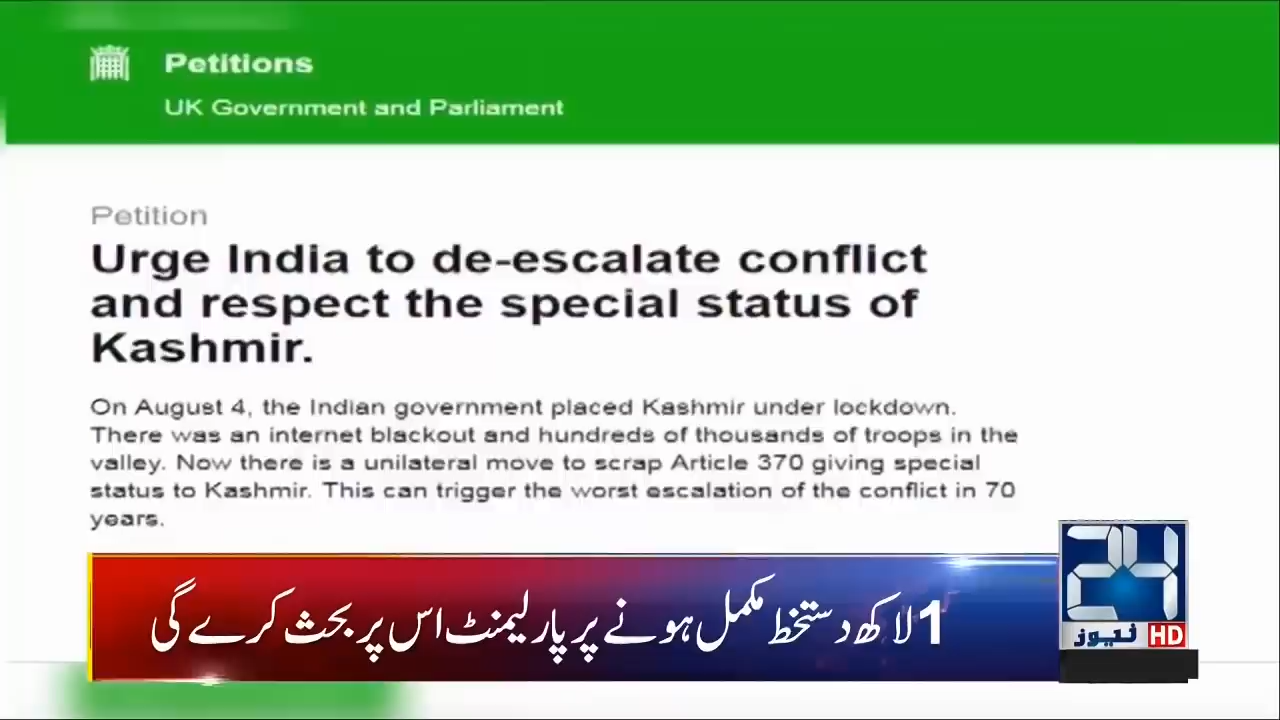 Petitions
UK Government and Parliament
Petition
Urge India to de-escalate conflict
and respect the special status of
Kashmir.
On August 4, the Indian government placed Kashmir under lockdown.
There was an internet blackout and hundreds of thousands of troops in the
valley. Now there is a unilateral move to scrap Article 370 giving special
status to Kashmir. This can trigger the worst escalation of the conflict in 70
years.
1 لاکھ دستخط مکمل ہونے پر پارلیمنٹ اس پر بحث کرے گی
24
نیوز HD